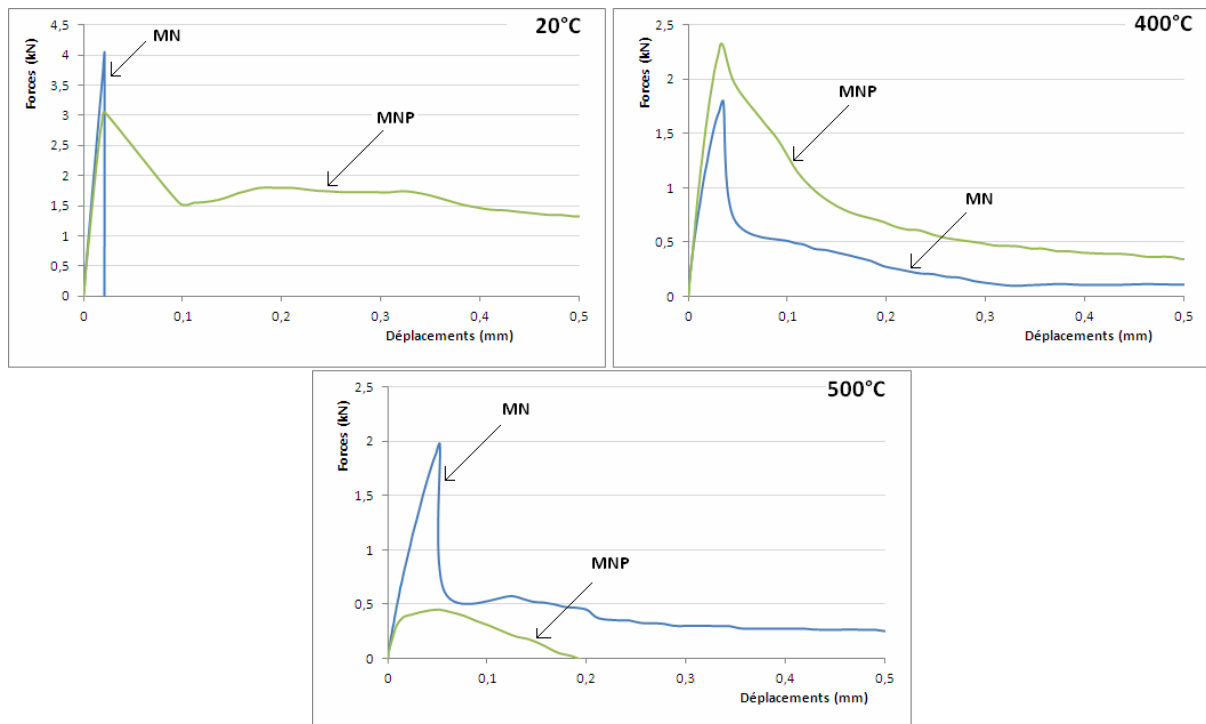 20°C
Forces (kN)
4,5
4
3,5
3
2,5
2
1,5
1
0,5
0
MN
MNP
0 0,1 0,2 0,3 0,4 0,5
Déplacements (mm)
400°C
Forces (kN)
2,5
2
1,5
1
0,5
0
MNP
MN
0 0,1 0,2 0,3 0,4 0,5
Déplacements (mm)
500°C
Forces (kN)
2,5
2
1,5
1
0,5
0
MN
MNP
0 0,1 0,2 0,3 0,4 0,5
Déplacements (mm)